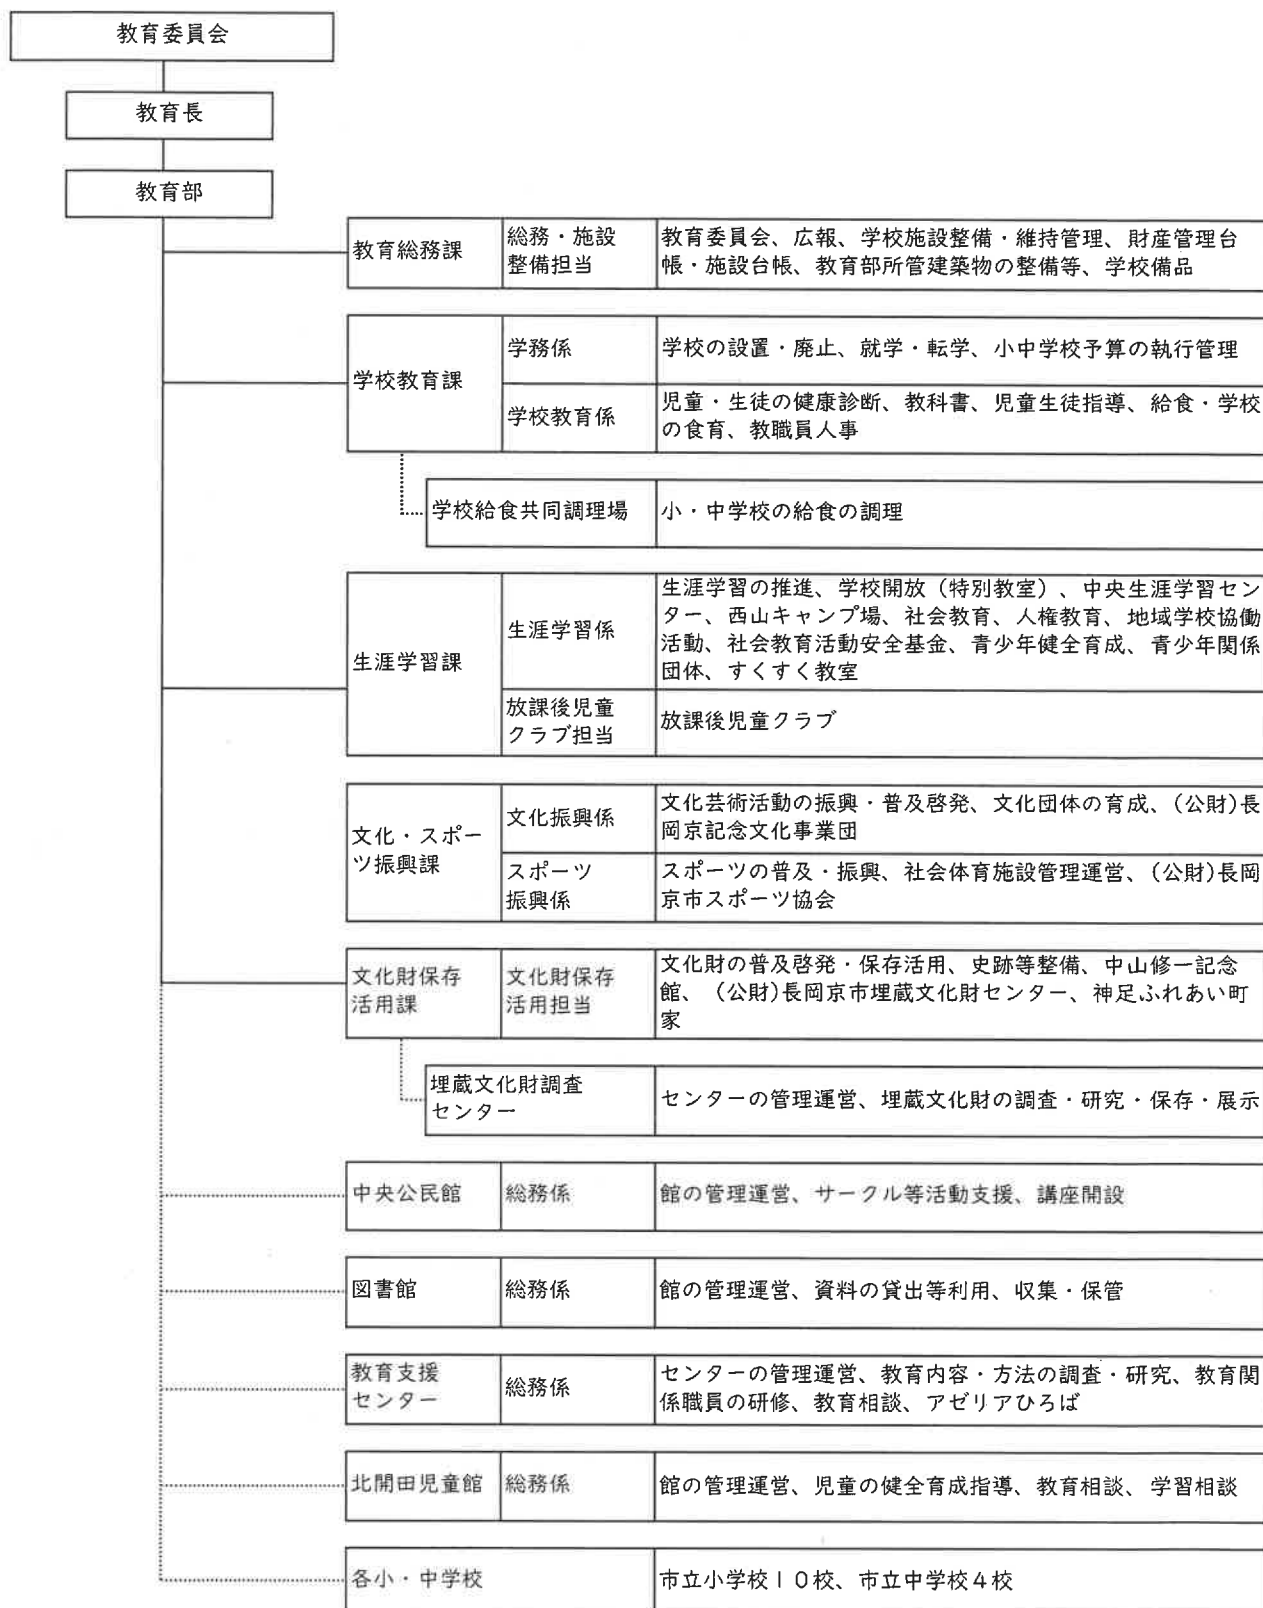 教育委員会
教育長
教育部
教育総務課
総務・施設
整備担当
教育委員会、広報、学校施設整備・維持管理、財産管理台
帳・施設台帳、教育部所管建築物の整備等、学校備品
学校教育課
学務係
学校の設置・廃止、就学・転学、小中学校予算の執行管理
学校教育係
児童・生徒の健康診断、教科書、児童生徒指導、給食・学校
の食育、教職員人事
学校給食共同調理場
小・中学校の給食の調理
生涯学習課
生涯学習係
生涯学習の推進、学校開放（特別教室）、中央生涯学習セン
ター、西山キャンプ場、社会教育、人権教育、地域学校協働
活動、社会教育活動安全基金、青少年健全育成、青少年関係
団体、すくすく教室
放課後児童
クラブ担当
放課後児童クラブ
文化・スポー
ツ振興課
文化振興係
文化芸術活動の振興・普及啓発、文化団体の育成、(公財)長
岡京記念文化事業団
スポーツ
振興係
スポーツの普及・振興、社会体育施設管理運営、(公財)長岡
京市スポーツ協会
文化財保存
活用課
文化財保存
活用担当
文化財の普及啓発・保存活用、史跡等整備、中山修一記念
館、(公財)長岡京市埋蔵文化財センター、神足ふれあい町
家
埋蔵文化財調査
センター
センターの管理運営、埋蔵文化財の調査・研究・保存・展示
中央公民館
総務係
館の管理運営、サークル等活動支援、講座開設
図書館
総務係
館の管理運営、資料の貸出等利用、収集・保管
教育支援
センター
総務係
センターの管理運営、教育内容・方法の調査・研究、教育関
係職員の研修、教育相談、アゼリアひろば
北開田児童館
総務係
館の管理運営、児童の健全育成指導、教育相談、学習相談
各小・中学校
市立小学校１０校、市立中学校４校